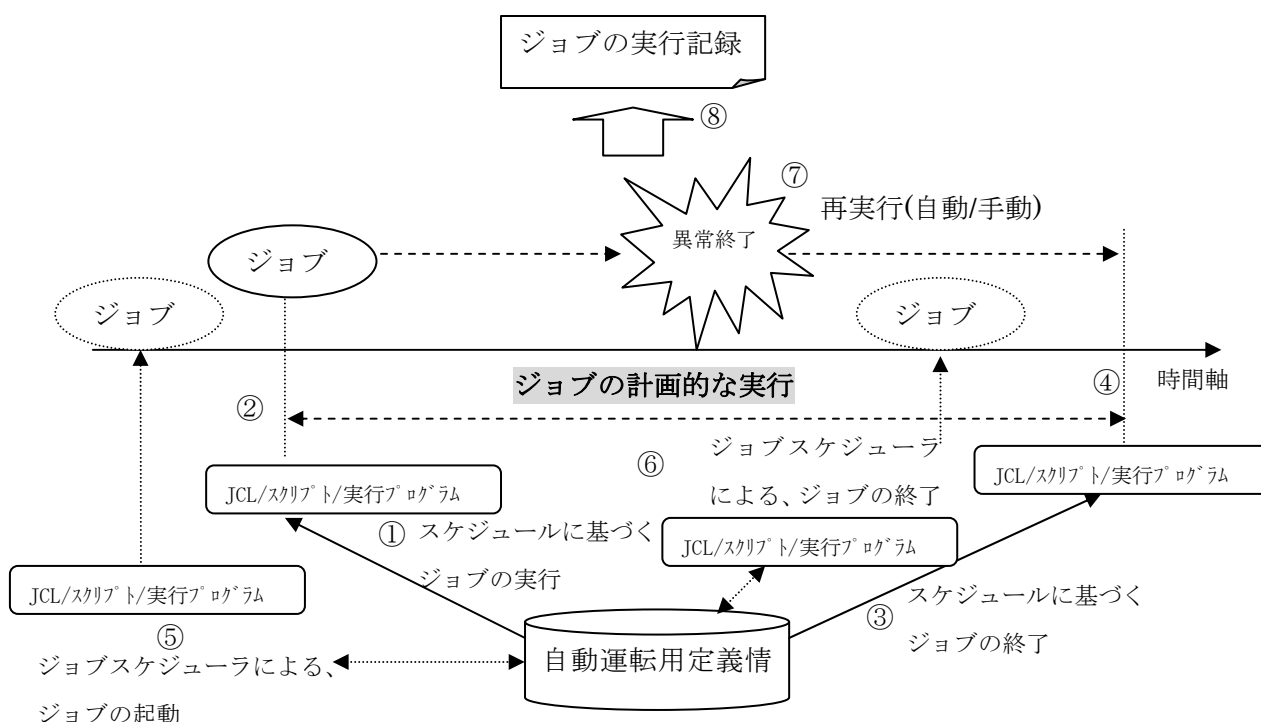 ジョブの実行記録
⑧
⑦
再実行(自動/手動)
異常終了
ジョブ
ジョブ
ジョブ
ジョブの計画的な実行
④
時間軸
②
⑥
ジョブスケジューラ
による、ジョブの終了
JCL/スクリプト/実行プログラム
JCL/スクリプト/実行プログラム
① スケジュールに基づく
ジョブの実行
JCL/スクリプト/実行プログラム
JCL/スクリプト/実行プログラム
③
スケジュールに基づく
ジョブの終了
⑤
ジョブスケジューラによる、
ジョブの起動
自動運転用定義情